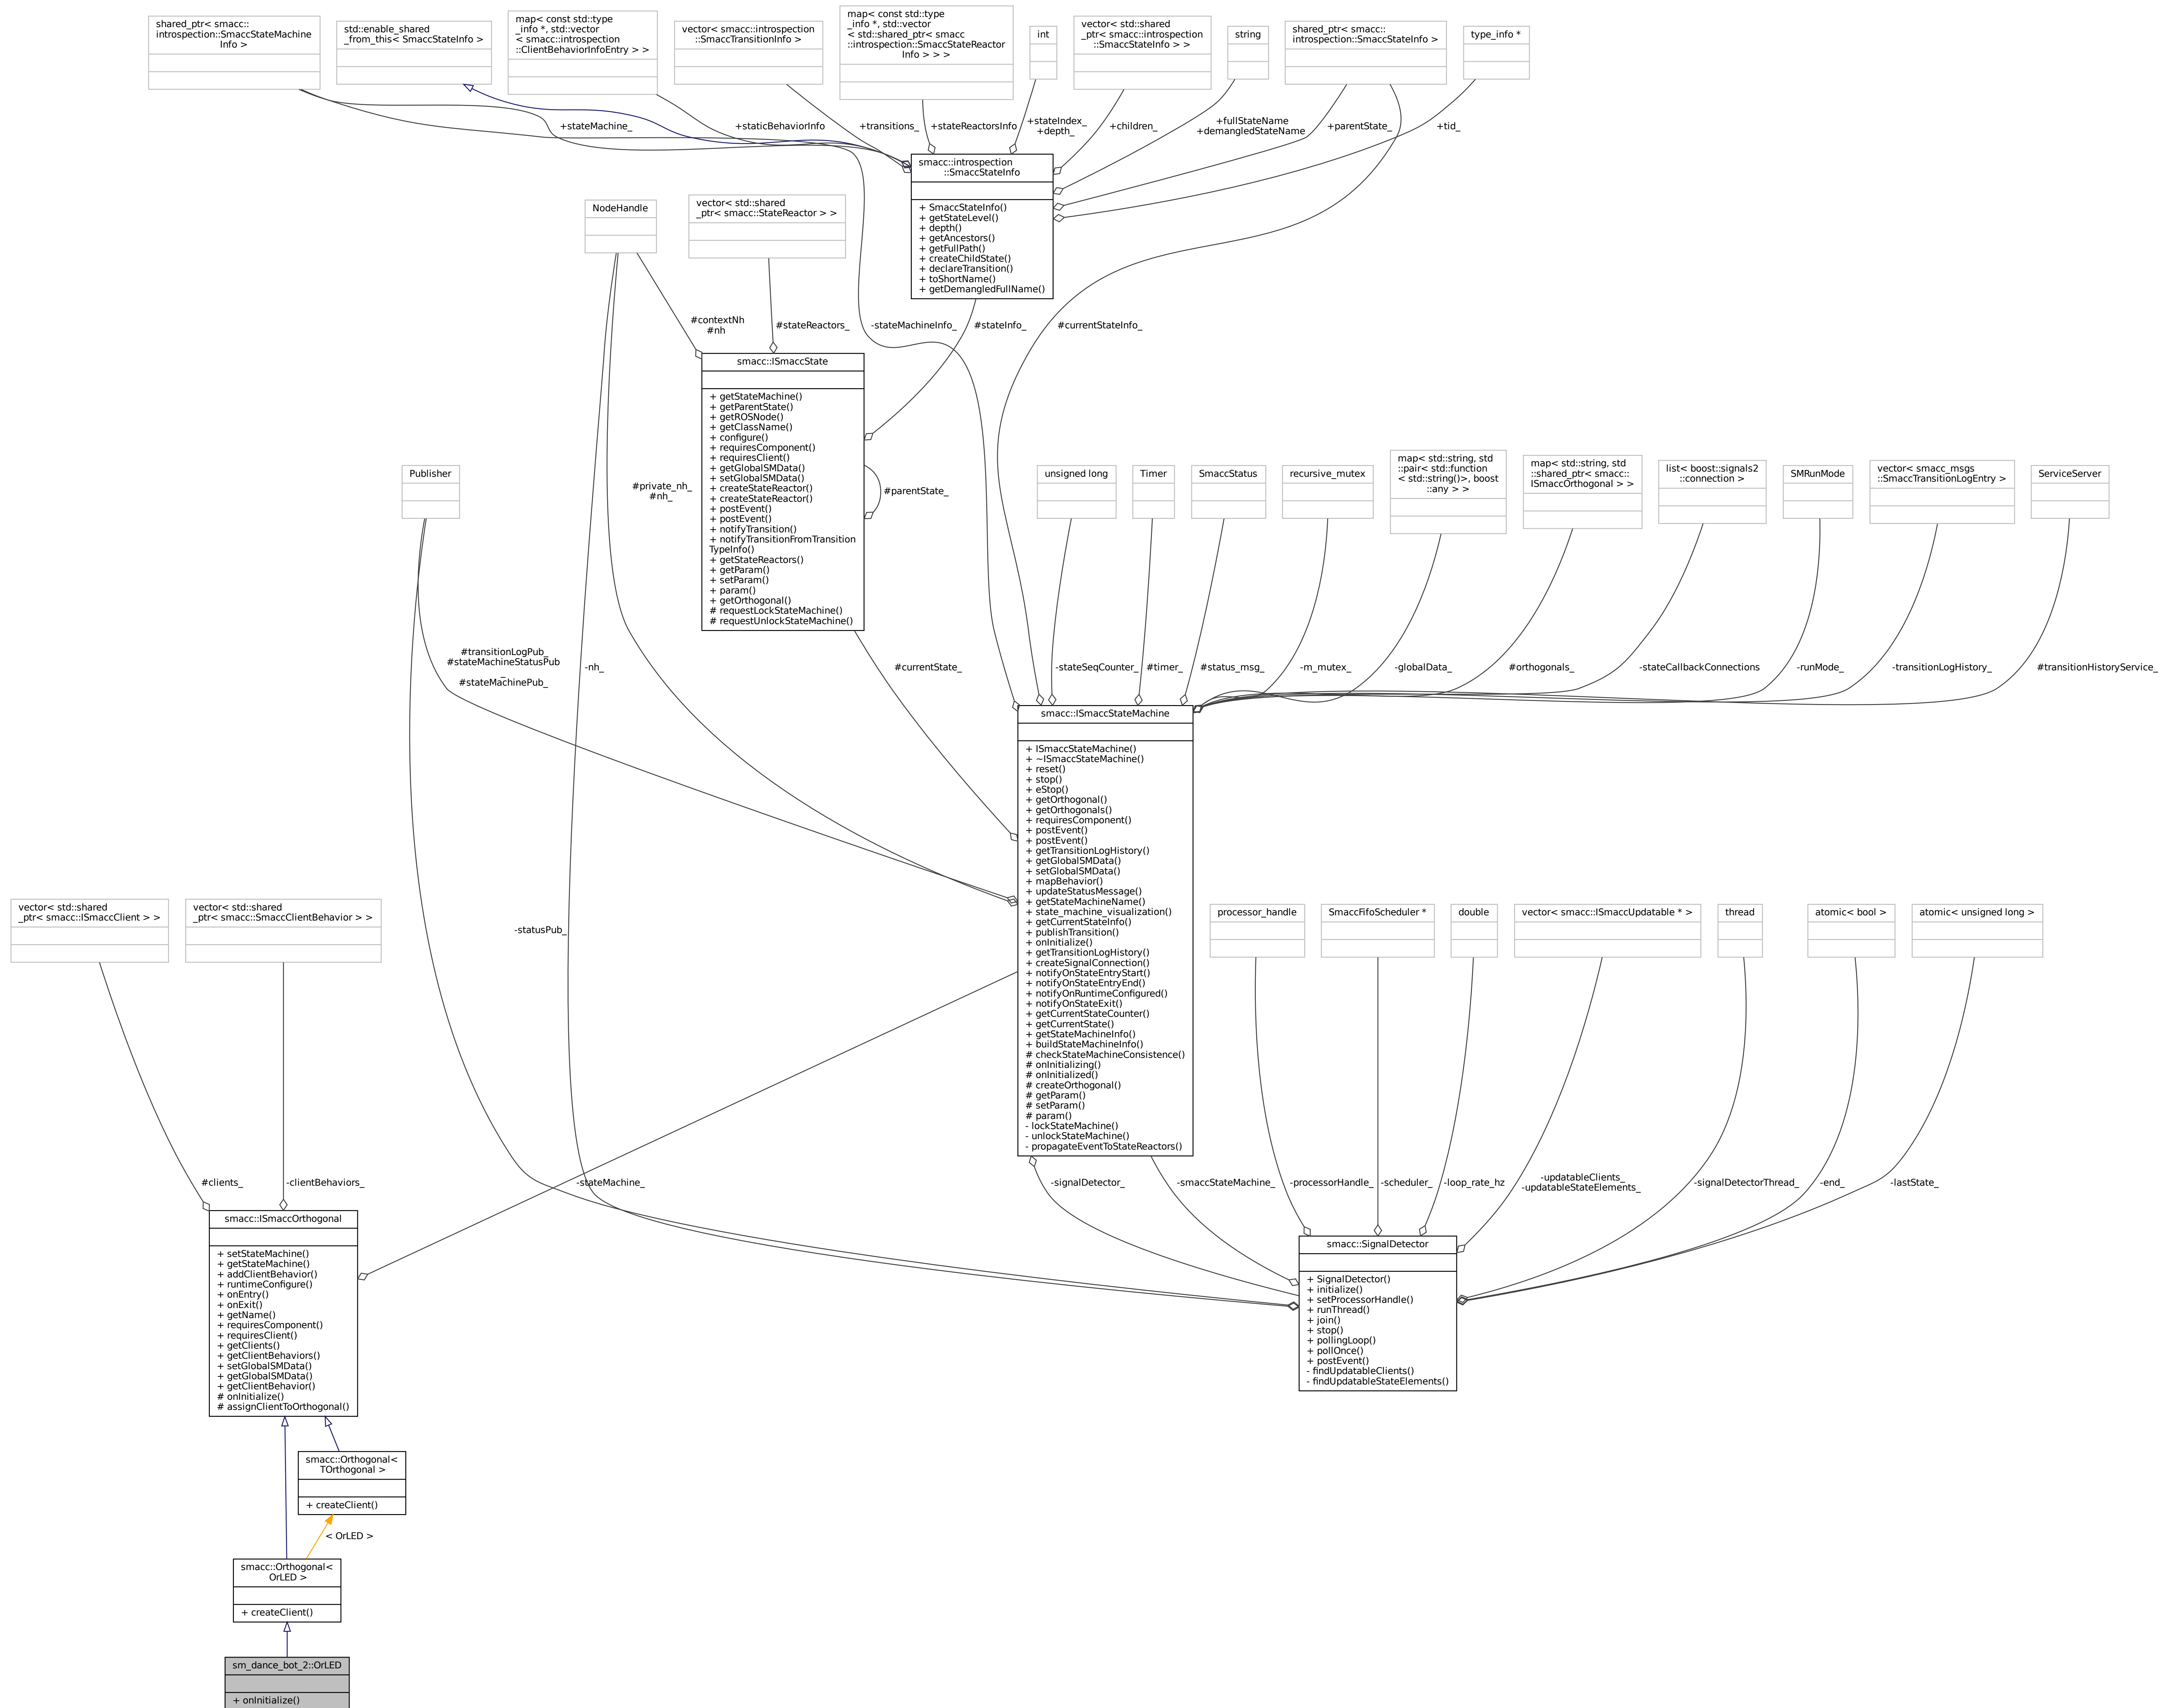 shared_ptr< smacc::
introspection::SmaccStateMachine
Info >
std::enable_shared
_from_this< SmaccStateInfo >
map< const std::type
_info *, std::vector
< smacc::introspection
::ClientBehaviorInfoEntry > >
vector< smacc::introspection
::SmaccTransitionInfo >
map< const std::type
_info *, std::vector
< std::shared_ptr< smacc
::introspection::SmaccStateReactor
Info > > >
int
vector< std::shared
_ptr< smacc::introspection
::SmaccStateInfo > >
string
shared_ptr< smacc::
introspection::SmaccStateInfo >
type_info *
+stateMachine_
+staticBehaviorInfo
+transitions_
+stateReactorsInfo
+stateIndex_
+depth_
+children_
+fullStateName
+demangledStateName
+parentState_
+tid_
smacc::introspection
::SmaccStateInfo
+ SmaccStateInfo()
+ getStateLevel()
+ depth()
+ getAncestors()
+ getFullPath()
+ createChildState()
+ declareTransition()
+ toShortName()
+ getDemangledFullName()
NodeHandle
vector< std::shared
_ptr< smacc::StateReactor > >
#contextNh
#nh
#stateReactors_
-stateMachineInfo_
#stateInfo_
#currentStateInfo_
smacc::ISmaccState
+ getStateMachine()
+ getParentState()
+ getROSNode()
+ getClassName()
+ configure()
+ requiresComponent()
+ requiresClient()
+ getGlobalSMData()
+ setGlobalSMData()
+ createStateReactor()
+ createStateReactor()
+ postEvent()
+ postEvent()
+ notifyTransition()
+ notifyTransitionFromTransition
TypeInfo()
+ getStateReactors()
+ getParam()
+ setParam()
+ param()
+ getOrthogonal()
# requestLockStateMachine()
# requestUnlockStateMachine()
#parentState_
Publisher
#private_nh_
#nh_
unsigned long
Timer
SmaccStatus
recursive_mutex
map< std::string, std
::pair< std::function
< std::string()>, boost
::any > >
map< std::string, std
::shared_ptr< smacc::
ISmaccOrthogonal > >
list< boost::signals2
::connection >
SMRunMode
vector< smacc_msgs
::SmaccTransitionLogEntry >
ServiceServer
#transitionLogPub_
#stateMachineStatusPub
_
#stateMachinePub_
-nh_
#currentState_
-stateSeqCounter_
#timer_
#status_msg_
-m_mutex_
-globalData_
#orthogonals_
-stateCallbackConnections
-runMode_
-transitionLogHistory_
#transitionHistoryService_
smacc::ISmaccStateMachine
+ ISmaccStateMachine()
+ ~ISmaccStateMachine()
+ reset()
+ stop()
+ eStop()
+ getOrthogonal()
+ getOrthogonals()
+ requiresComponent()
+ postEvent()
+ postEvent()
+ getTransitionLogHistory()
+ getGlobalSMData()
+ setGlobalSMData()
+ mapBehavior()
+ updateStatusMessage()
+ getStateMachineName()
+ state_machine_visualization()
+ getCurrentStateInfo()
+ publishTransition()
+ onInitialize()
+ getTransitionLogHistory()
+ createSignalConnection()
+ notifyOnStateEntryStart()
+ notifyOnStateEntryEnd()
+ notifyOnRuntimeConfigured()
+ notifyOnStateExit()
+ getCurrentStateCounter()
+ getCurrentState()
+ getStateMachineInfo()
+ buildStateMachineInfo()
# checkStateMachineConsistence()
# onInitializing()
# onInitialized()
# createOrthogonal()
# getParam()
# setParam()
# param()
- lockStateMachine()
- unlockStateMachine()
- propagateEventToStateReactors()
vector< std::shared
_ptr< smacc::ISmaccClient > >
vector< std::shared
_ptr< smacc::SmaccClientBehavior > >
-statusPub_
processor_handle
SmaccFifoScheduler *
double
vector< smacc::ISmaccUpdatable * >
thread
atomic< bool >
atomic< unsigned long >
#clients_
-clientBehaviors_
-stateMachine_
-signalDetector_
-smaccStateMachine_
-processorHandle_
-scheduler_
-loop_rate_hz
-updatableClients_
-updatableStateElements_
-signalDetectorThread_
-end_
-lastState_
smacc::ISmaccOrthogonal
+ setStateMachine()
+ getStateMachine()
+ addClientBehavior()
+ runtimeConfigure()
+ onEntry()
+ onExit()
+ getName()
+ requiresComponent()
+ requiresClient()
+ getClients()
+ getClientBehaviors()
+ setGlobalSMData()
+ getGlobalSMData()
+ getClientBehavior()
# onInitialize()
# assignClientToOrthogonal()
smacc::SignalDetector
+ SignalDetector()
+ initialize()
+ setProcessorHandle()
+ runThread()
+ join()
+ stop()
+ pollingLoop()
+ pollOnce()
+ postEvent()
- findUpdatableClients()
- findUpdatableStateElements()
smacc::Orthogonal<
TOrthogonal >
+ createClient()
< OrLED >
smacc::Orthogonal<
OrLED >
+ createClient()
sm_dance_bot_2::OrLED
+ onInitialize()